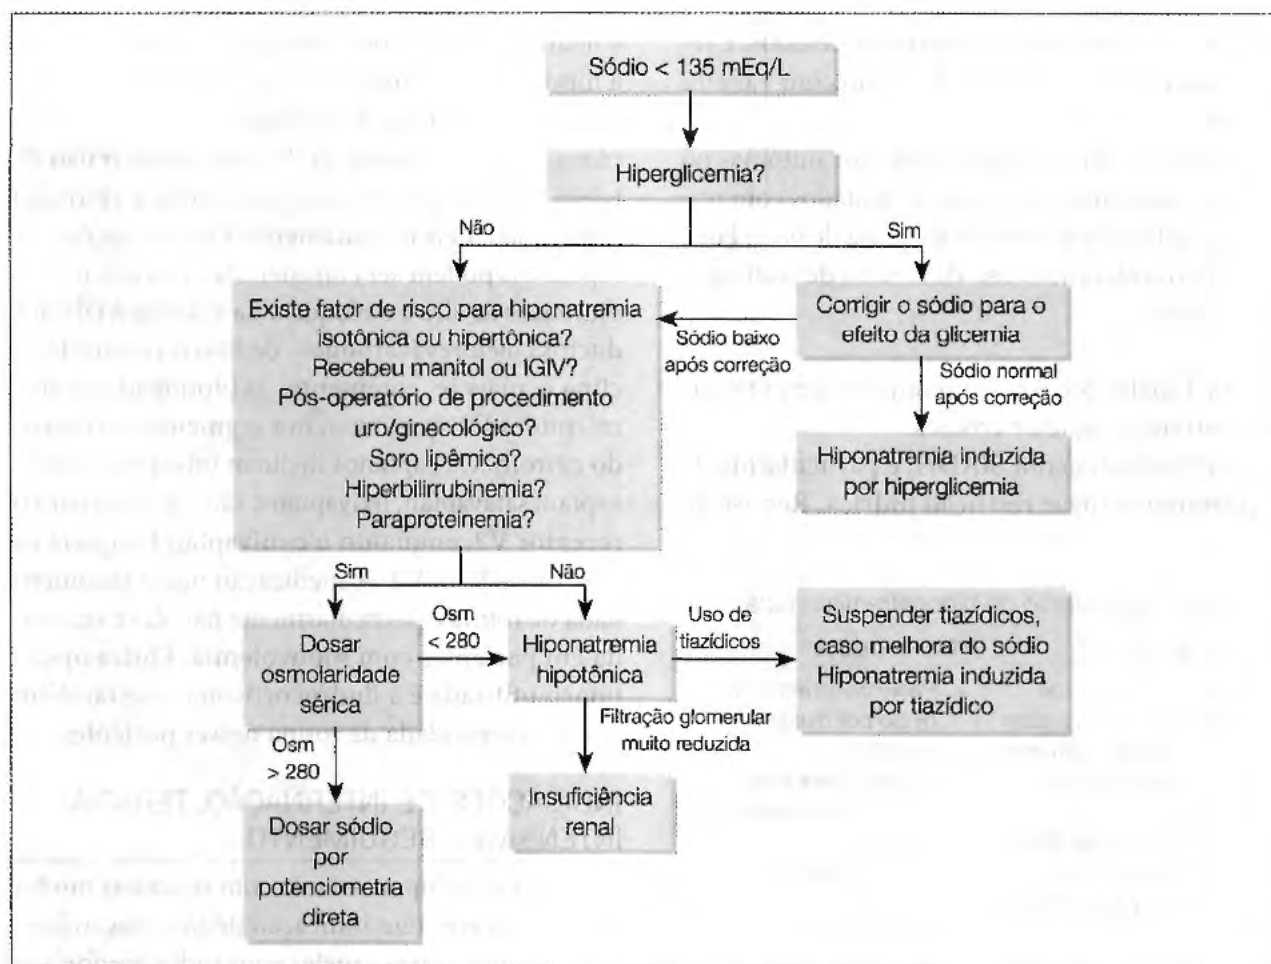 Sódio < 135 mEq/L
Hiperglicemia?
Não
Sim
Existe fator de risco para hiponatremia
isotônica ou hipertônica?
Recebeu manitol ou IGIV?
Pós-operatório de procedimento
uro/ginecológico?
Soro lipêmico?
Hiperbilirrubinemia?
Paraproteinemia?
Sódio baixo
após correção
Corrigir o sódio para o
efeito da glicemia
Sódio normal
após correção
Hiponatremia induzida
por hiperglicemia
Sim
Não
Dosar
osmolaridade
sérica
Osm
< 280
Hiponatremia
hipotônica
Uso de
tiazídicos
Suspender tiazídicos,
caso melhora do sódio
Hiponatremia induzida
por tiazídico
Osm
> 280
Filtração glomerular
muito reduzida
Dosar sódio
por
potenciometria
direta
Insuficiência
renal